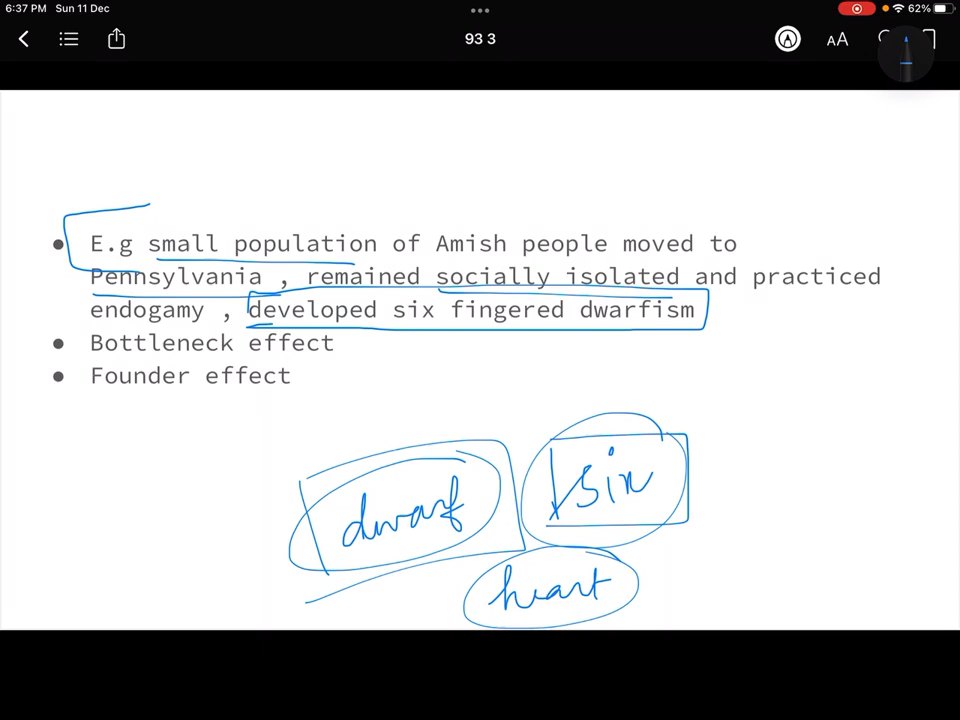 6:37 PM Sun 11 Dec
62%
93 3
AA
● E.g small population of Amish people moved to
Pennsylvania , remained socially isolated and practiced
endogamy , developed six fingered dwarfism
● Bottleneck effect
● Founder effect
dwarf
six
heart